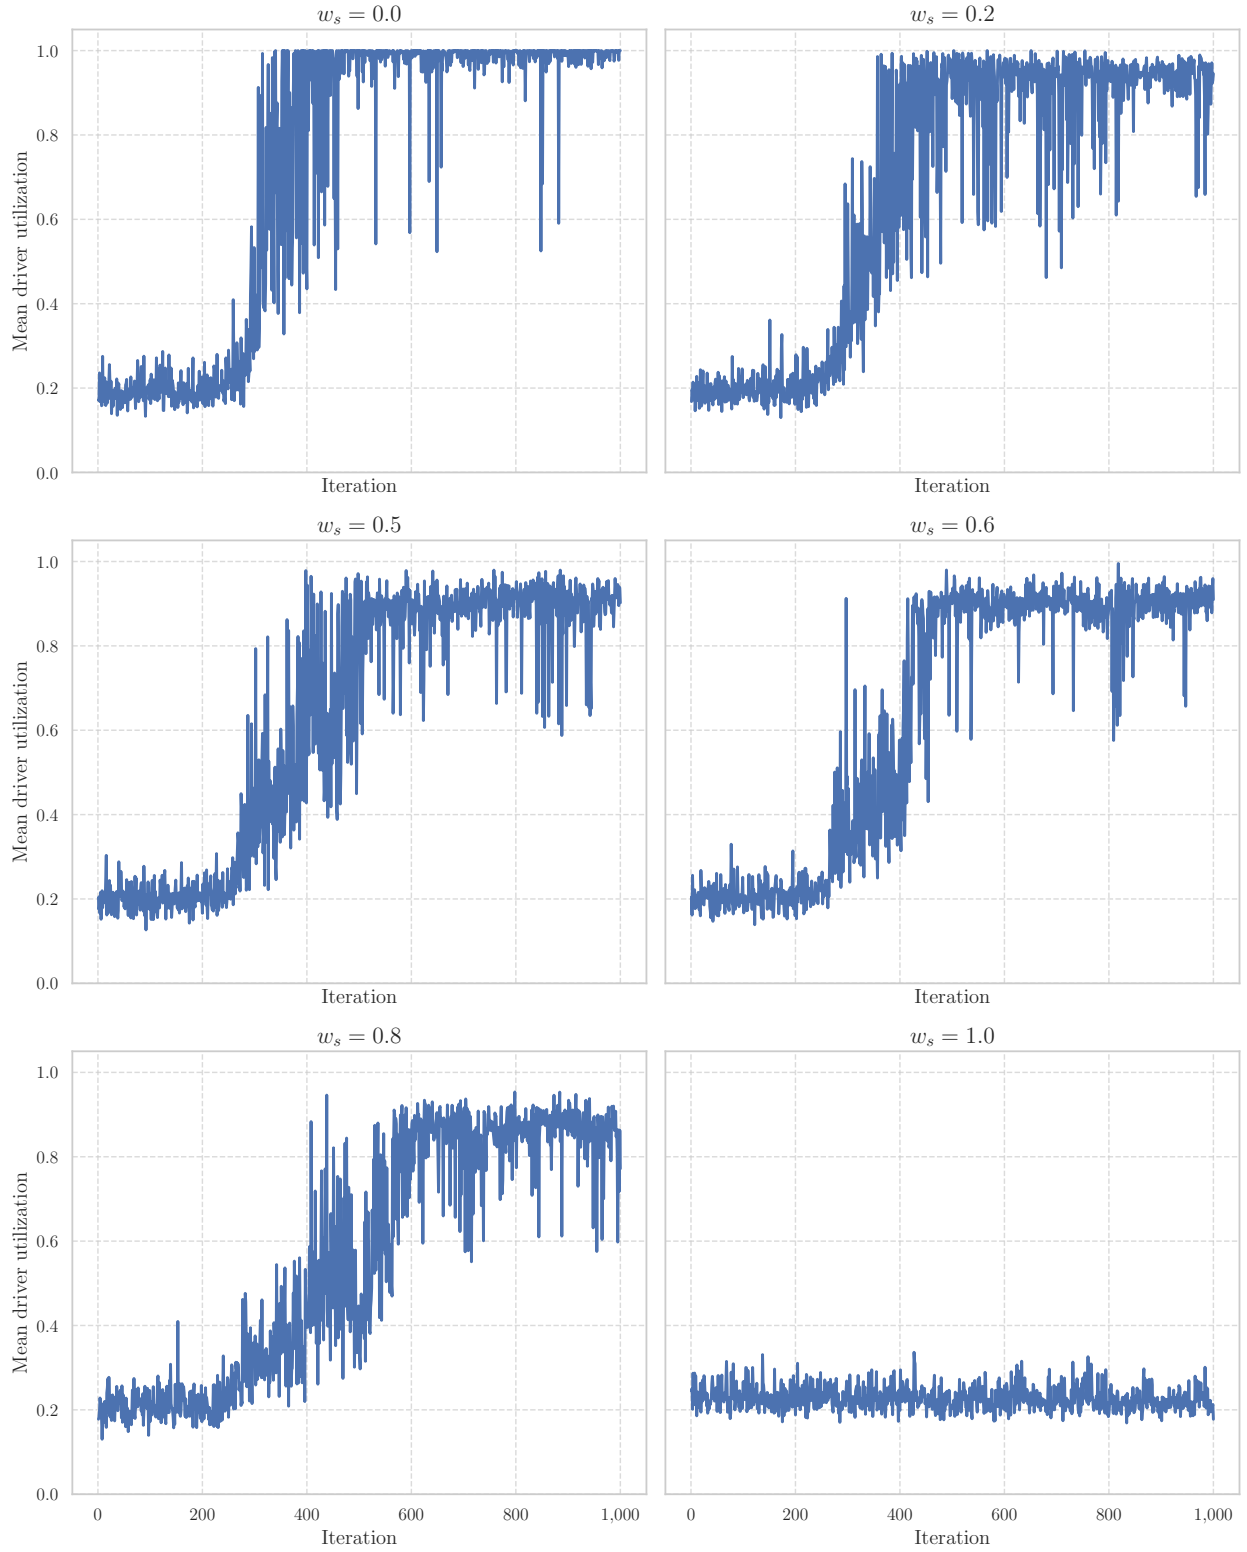 w_s = 0.0
w_s = 0.2
Mean driver utilization
1.0
0.8
0.6
0.4
0.2
0.0
Iteration
Iteration
w_s = 0.5
w_s = 0.6
Mean driver utilization
1.0
0.8
0.6
0.4
0.2
0.0
Iteration
Iteration
w_s = 0.8
w_s = 1.0
Mean driver utilization
1.0
0.8
0.6
0.4
0.2
0.0
0 200 400 600 800 1,000
0 200 400 600 800 1,000
Iteration
Iteration